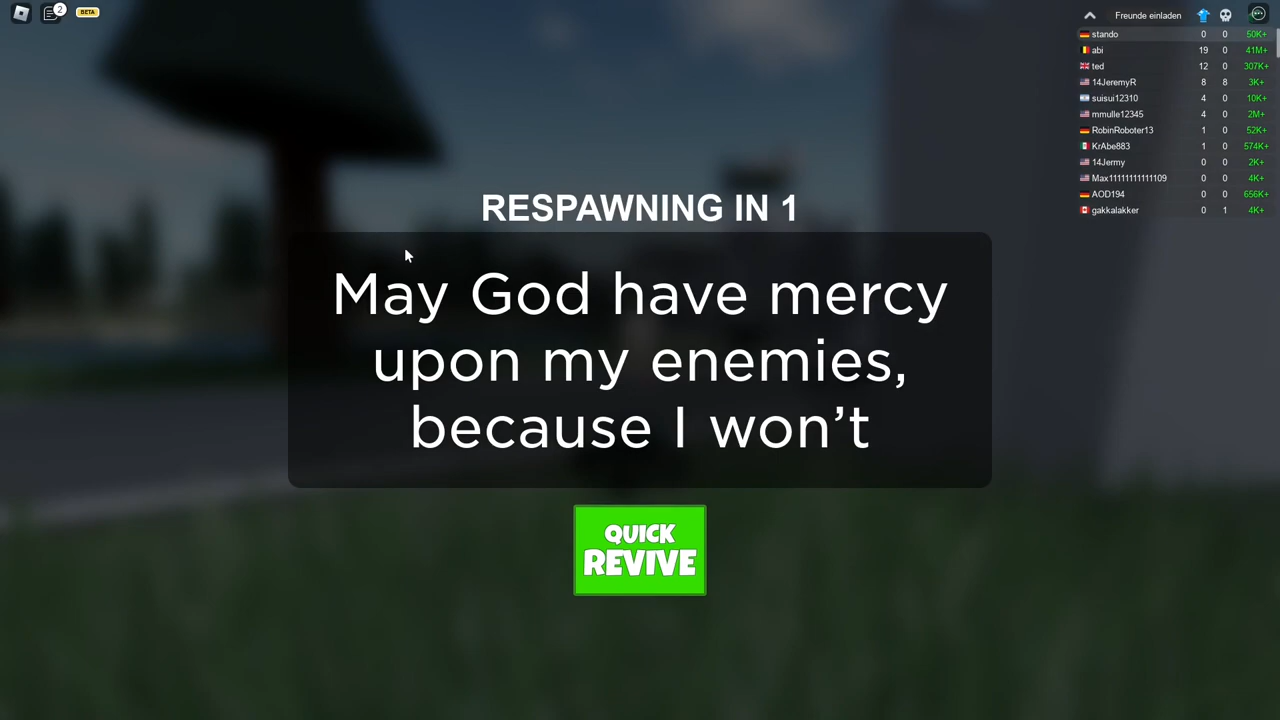 2
BETA
Freunde einladen
stando 0 0 50K+
abi 19 0 41M+
ted 12 0 307K+
14JeremyR 8 8 3K+
suisui12310 4 0 10K+
mmulle12345 4 0 2M+
RobinRoboter13 1 0 52K+
KrAbe883 1 0 574K+
14Jermy 0 0 2K+
Max11111111111109 0 0 4K+
AOD194 0 0 656K+
gakkalakker 0 1 4K+
RESPAWNING IN 1
May God have mercy
upon my enemies,
because I won’t
QUICK
REVIVE